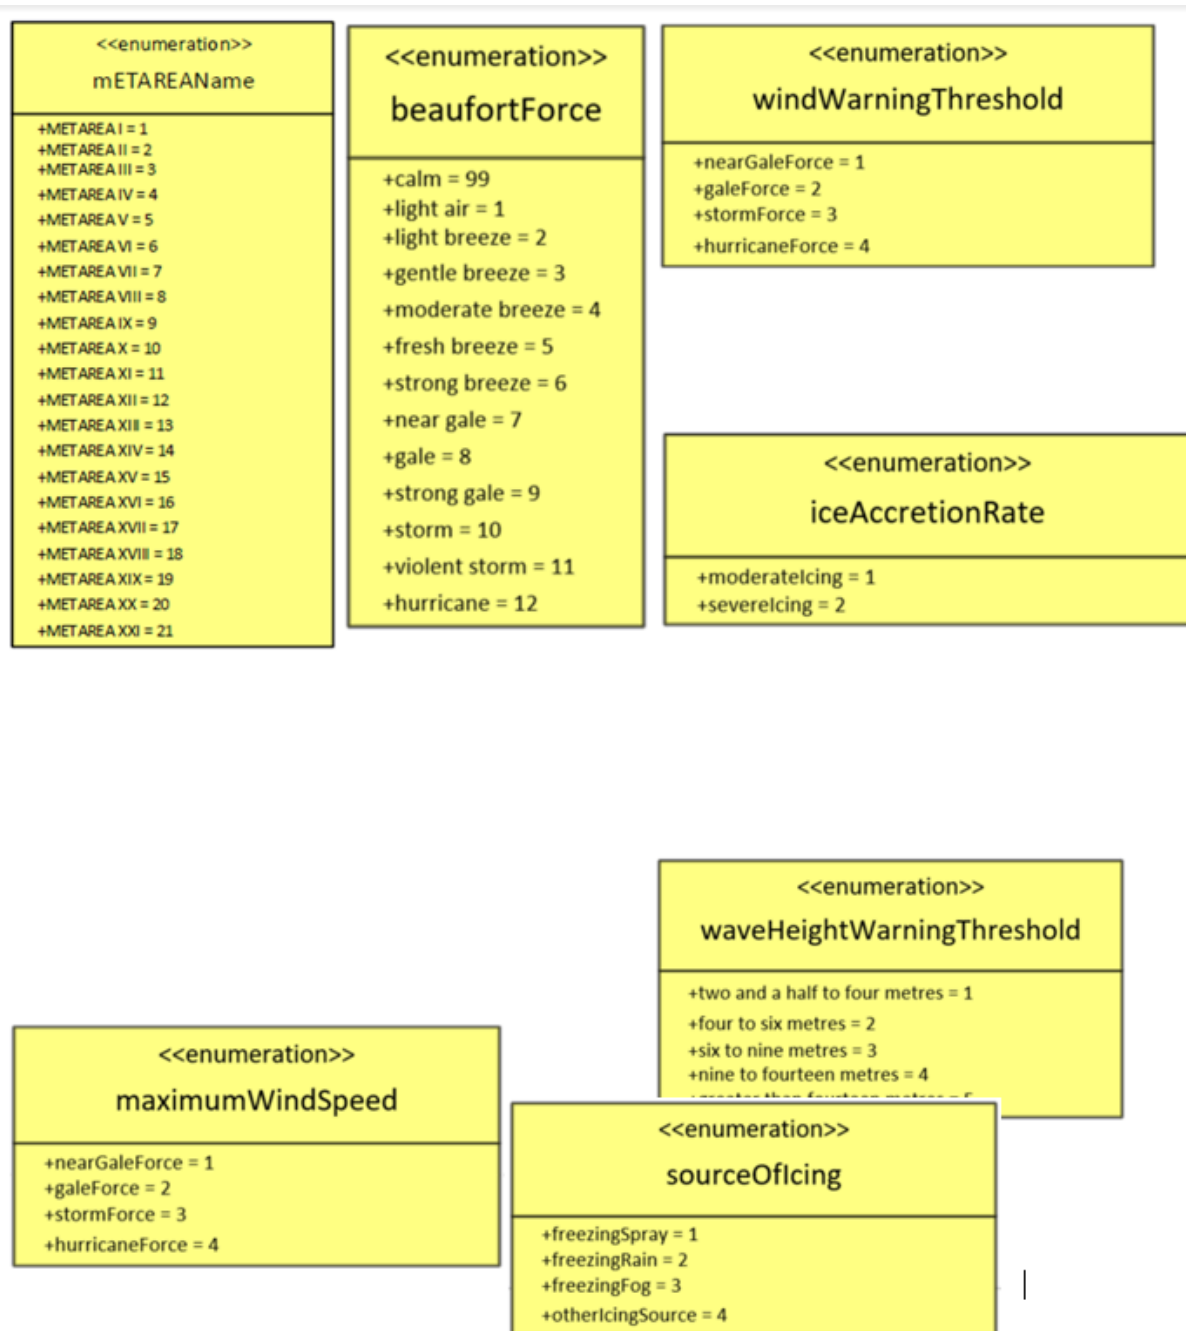 <<enumeration>>
mETAREAName
+METAREA I = 1
+METAREA II = 2
+METAREA III = 3
+METAREA IV = 4
+METAREA V = 5
+METAREA VI = 6
+METAREA VII = 7
+METAREA VIII = 8
+METAREA IX = 9
+METAREA X = 10
+METAREA XI = 11
+METAREA XII = 12
+METAREA XIII = 13
+METAREA XIV = 14
+METAREA XV = 15
+METAREA XVI = 16
+METAREA XVII = 17
+METAREA XVIII = 18
+METAREA XIX = 19
+METAREA XX = 20
+METAREA XXI = 21
<<enumeration>>
beaufortForce
+calm = 99
+light air = 1
+light breeze = 2
+gentle breeze = 3
+moderate breeze = 4
+fresh breeze = 5
+strong breeze = 6
+near gale = 7
+gale = 8
+strong gale = 9
+storm = 10
+violent storm = 11
+hurricane = 12
<<enumeration>>
windWarningThreshold
+nearGaleForce = 1
+galeForce = 2
+stormForce = 3
+hurricaneForce = 4
<<enumeration>>
iceAccretionRate
+moderateIcing = 1
+severeIcing = 2
<<enumeration>>
waveHeightWarningThreshold
+two and a half to four metres = 1
+four to six metres = 2
+six to nine metres = 3
+nine to fourteen metres = 4
+greater than fourteen metres = 5
<<enumeration>>
maximumWindSpeed
+nearGaleForce = 1
+galeForce = 2
+stormForce = 3
+hurricaneForce = 4
<<enumeration>>
sourceOfIcing
+freezingSpray = 1
+freezingRain = 2
+freezingFog = 3
+otherIcingSource = 4